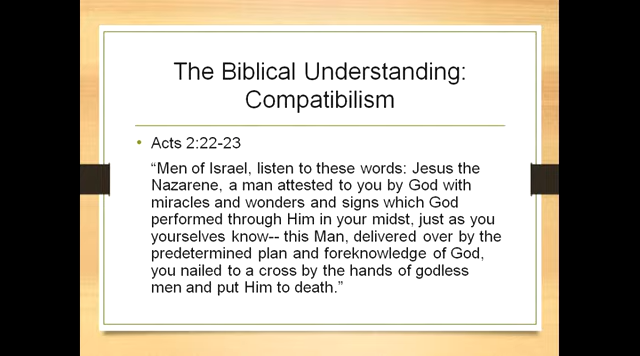 The Biblical Understanding:
Compatibilism
• Acts 2:22-23
“Men of Israel, listen to these words: Jesus the
Nazarene, a man attested to you by God with
miracles and wonders and signs which God
performed through Him in your midst, just as you
yourselves know-- this Man, delivered over by the
predetermined plan and foreknowledge of God,
you nailed to a cross by the hands of godless
men and put Him to death.”